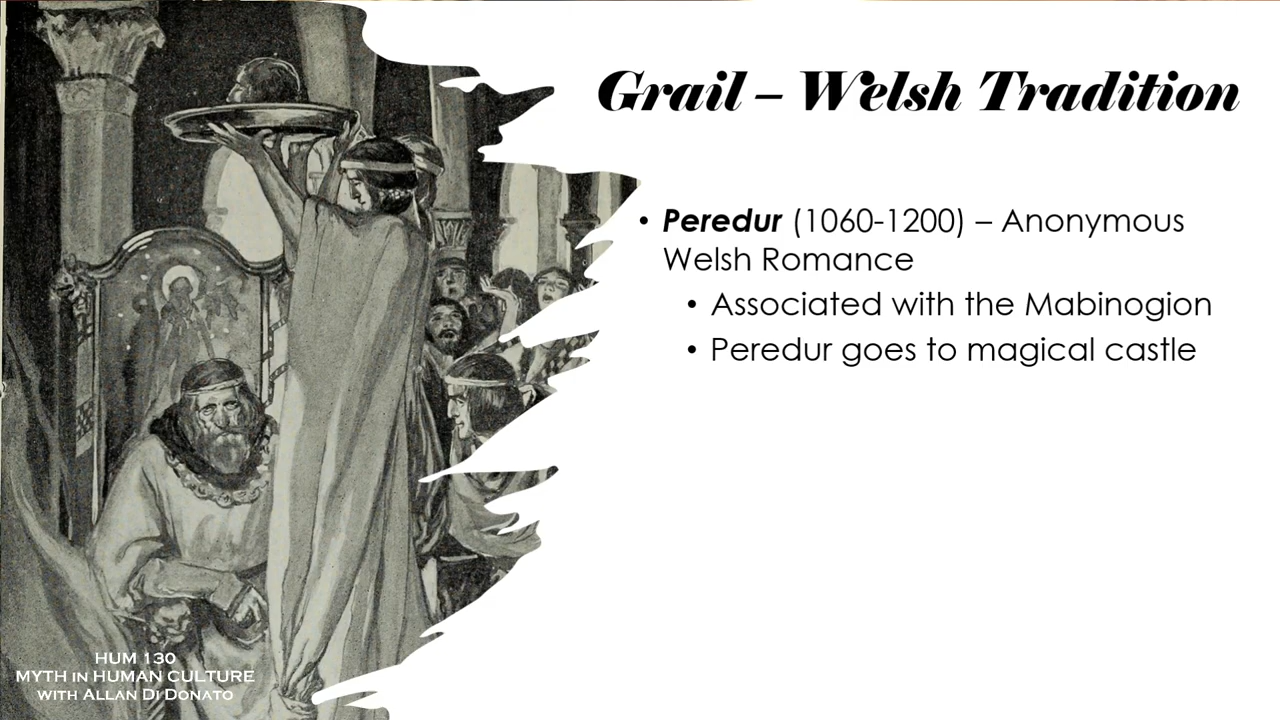 Grail – Welsh Tradition
• Peredur (1060-1200) – Anonymous
Welsh Romance
• Associated with the Mabinogion
• Peredur goes to magical castle
HUM 130
MYTH in HUMAN CULTURE
WITH ALLAN DI DONATO